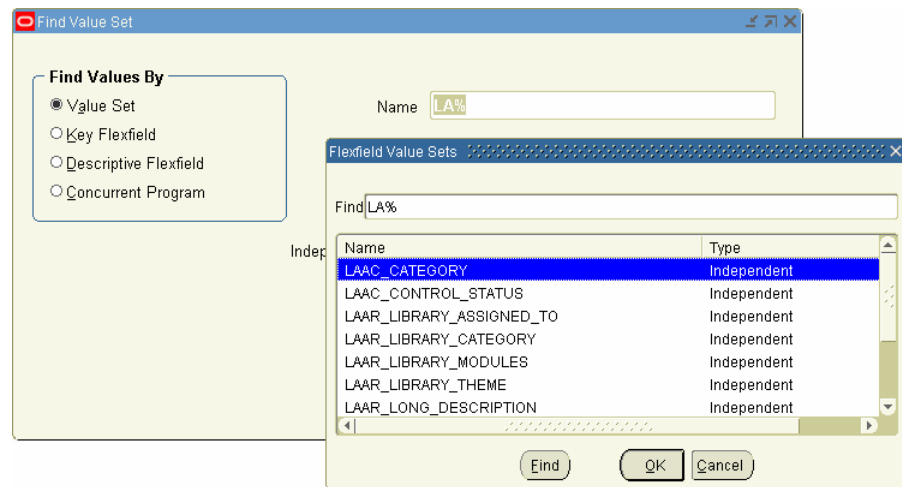 Find Value Set
Find Values By
Value Set
Key Flexfield
Descriptive Flexfield
Concurrent Program
Name LA%
Indep
Flexfield Value Sets
Find LA%
Name Type
LAAC_CATEGORY Independent
LAAC_CONTROL_STATUS Independent
LAAR_LIBRARY_ASSIGNED_TO Independent
LAAR_LIBRARY_CATEGORY Independent
LAAR_LIBRARY_MODULES Independent
LAAR_LIBRARY_THEME Independent
LAAR_LONG_DESCRIPTION Independent
Find OK Cancel